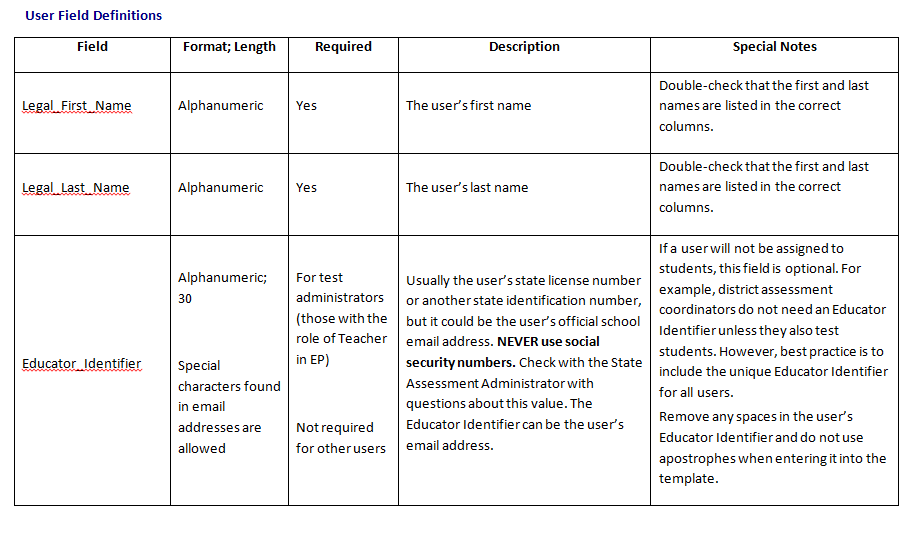 User Field Definitions
Field
Format; Length
Required
Description
Special Notes
Legal_First_Name
Alphanumeric
Yes
The user's first name
Double-check that the first and last
names are listed in the correct
columns.
Legal_Last_Name
Alphanumeric
Yes
The user's last name
Double-check that the first and last
names are listed in the correct
columns.
Educator_Identifier
Alphanumeric;
30
Special
characters found
in email
addresses are
allowed
For test
administrators
(those with the
role of Teacher
in EP)
Not required
for other users
Usually the user's state license number
or another state identification number,
but it could be the user's official school
email address. NEVER use social
security numbers. Check with the State
Assessment Administrator with
questions about this value. The
Educator Identifier can be the user's
email address.
If a user will not be assigned to
students, this field is optional. For
example, district assessment
coordinators do not need an Educator
Identifier unless they also test
students. However, best practice is to
include the unique Educator Identifier
for all users.
Remove any spaces in the user's
Educator Identifier and do not use
apostrophes when entering it into the
template.